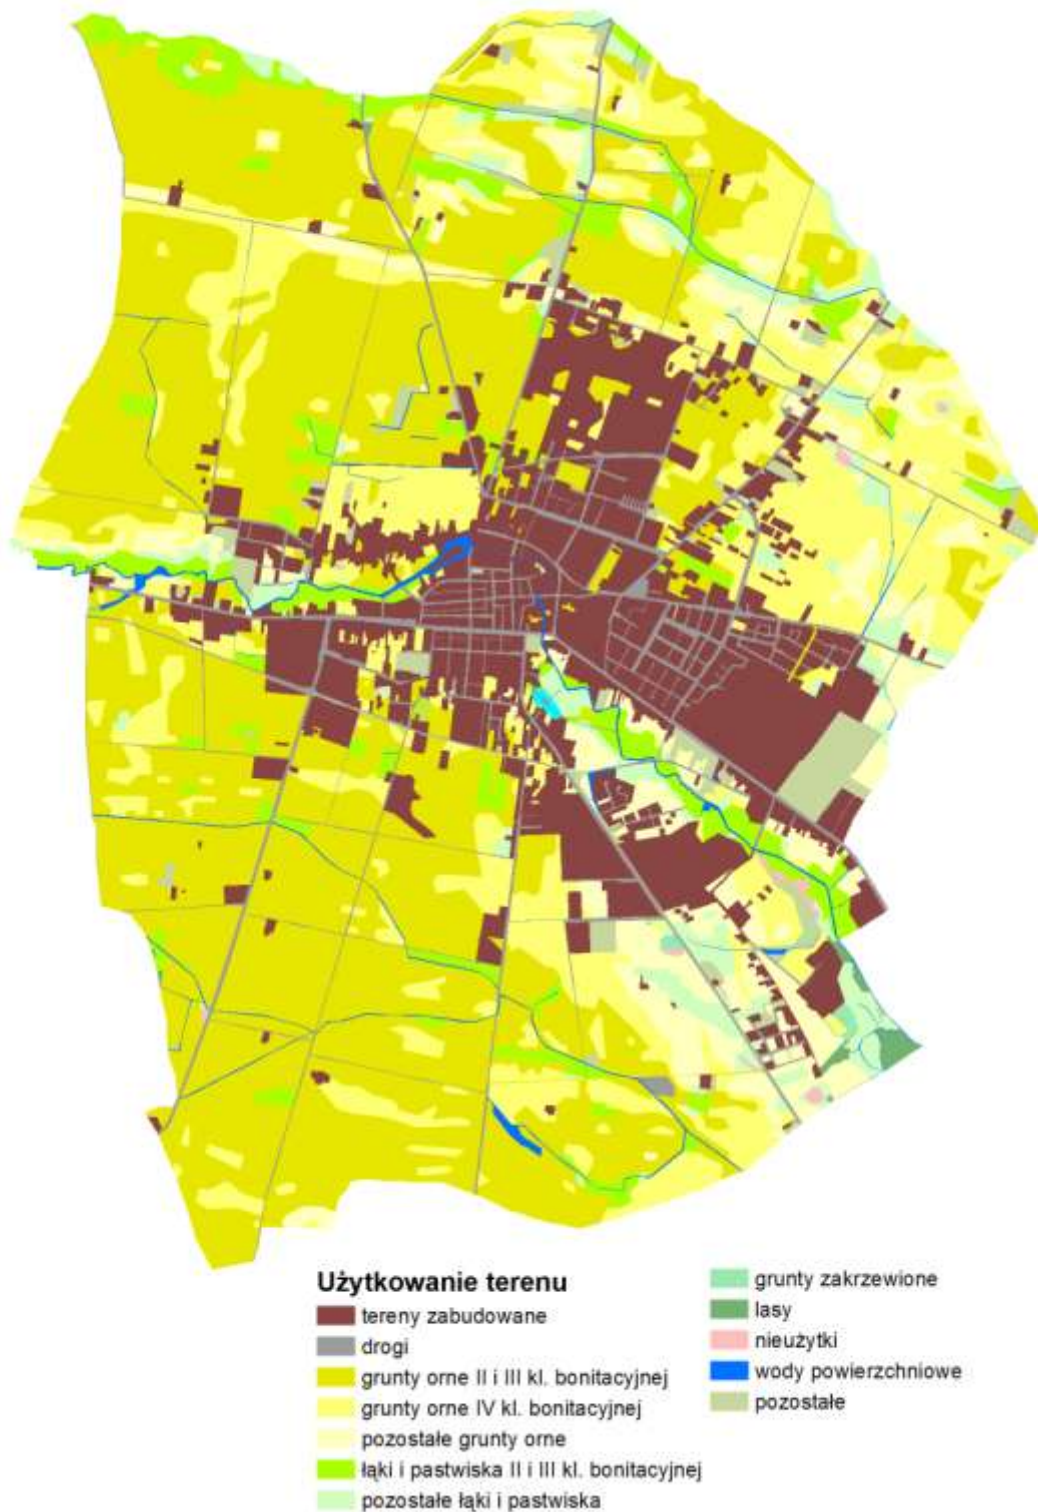 Użytkowanie terenu
tereny zabudowane
drogi
grunty orne II i III kl. bonitacyjnej
grunty orne IV kl. bonitacyjnej
pozostałe grunty orne
łąki i pastwiska II i III kl. bonitacyjnej
pozostałe łąki i pastwiska
grunty zakrzewione
lasy
nieużytki
wody powierzchniowe
pozostałe